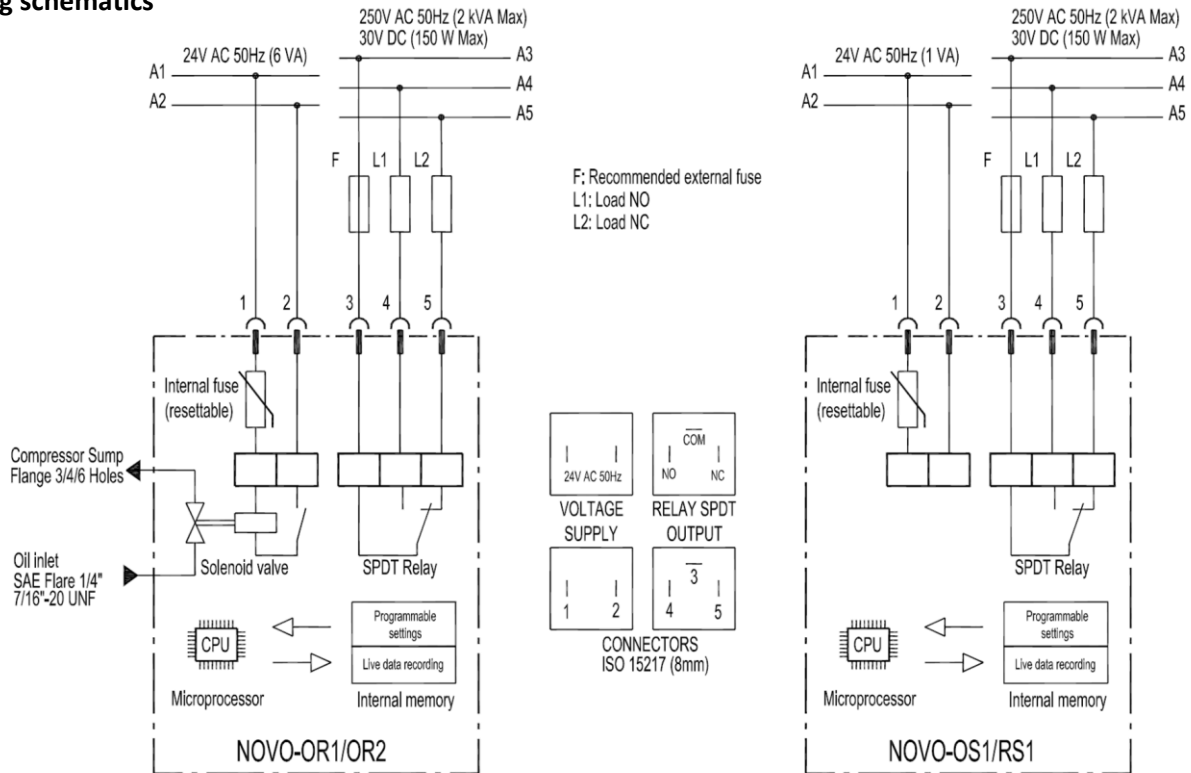 g schematics
250V AC 50Hz (2 kVA Max)
30V DC (150 W Max)
24V AC 50Hz (6 VA)
A1
A2
A3
A4
A5
F
L1
L2
1
2
3
4
5
Internal fuse
(resettable)
Compressor Sump
Flange 3/4/6 Holes
Oil inlet
SAE Flare 1/4"
7/16"-20 UNF
Solenoid valve
SPDT Relay
CPU
Microprocessor
Programmable
settings
Live data recording
Internal memory
NOVO-OR1/OR2
F; Recommended external fuse
L1: Load NO
L2: Load NC
24V AC 50Hz
VOLTAGE
SUPPLY
COM
NO
NC
RELAY SPDT
OUTPUT
1
2
3
4
5
CONNECTORS
ISO 15217 (8mm)
250V AC 50Hz (2 kVA Max)
30V DC (150 W Max)
24V AC 50Hz (1 VA)
A1
A2
A3
A4
A5
F
L1
L2
1
2
3
4
5
Internal fuse
(resettable)
SPDT Relay
CPU
Microprocessor
Programmable
settings
Live data recording
Internal memory
NOVO-OS1/RS1